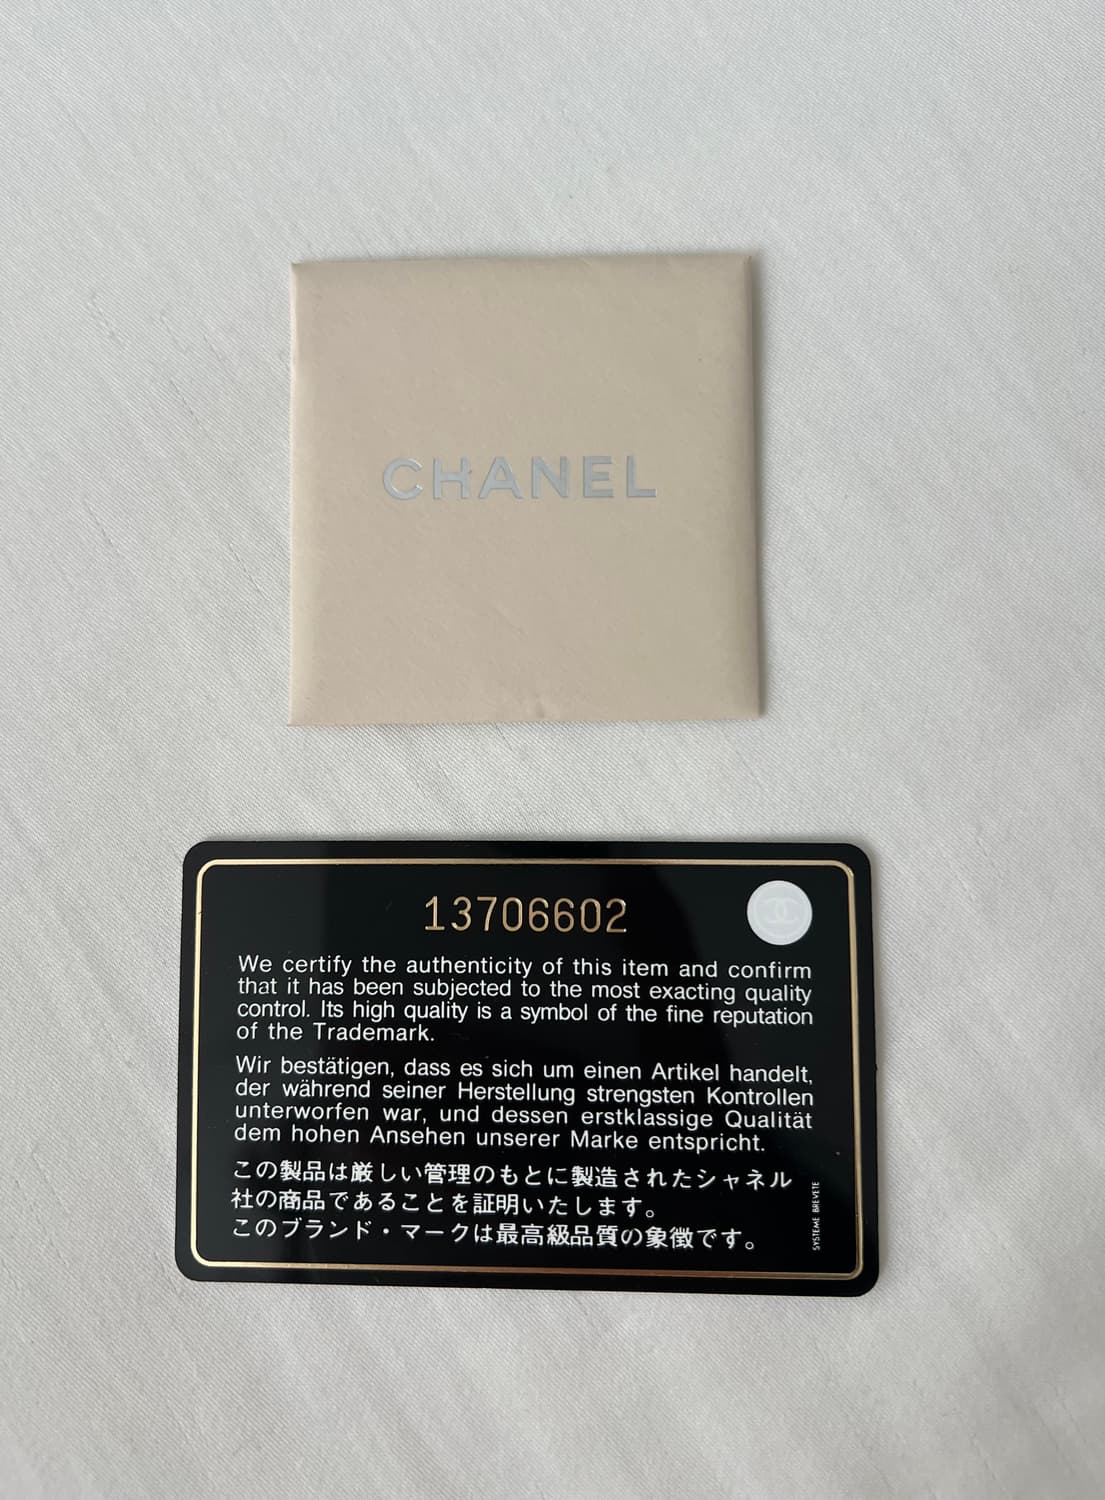 CHANEL
13706602
We certify the authenticity of this item and confirm
that it has been subjected to the most exacting quality
control. Its high quality is a symbol of the fine reputation
of the Trademark.
Wir bestätigen, dass es sich um einen Artikel handelt,
der während seiner Herstellung strengsten Kontrollen
unterworfen war, und dessen erstklassige Qualität
dem hohen Ansehen unserer Marke entspricht.
この製品は厳しい管理のもとに製造されたシャネル
社の商品であることを証明いたします。
このブランド・マークは最高級品質の象徴です。
SYSTEME BREVETE